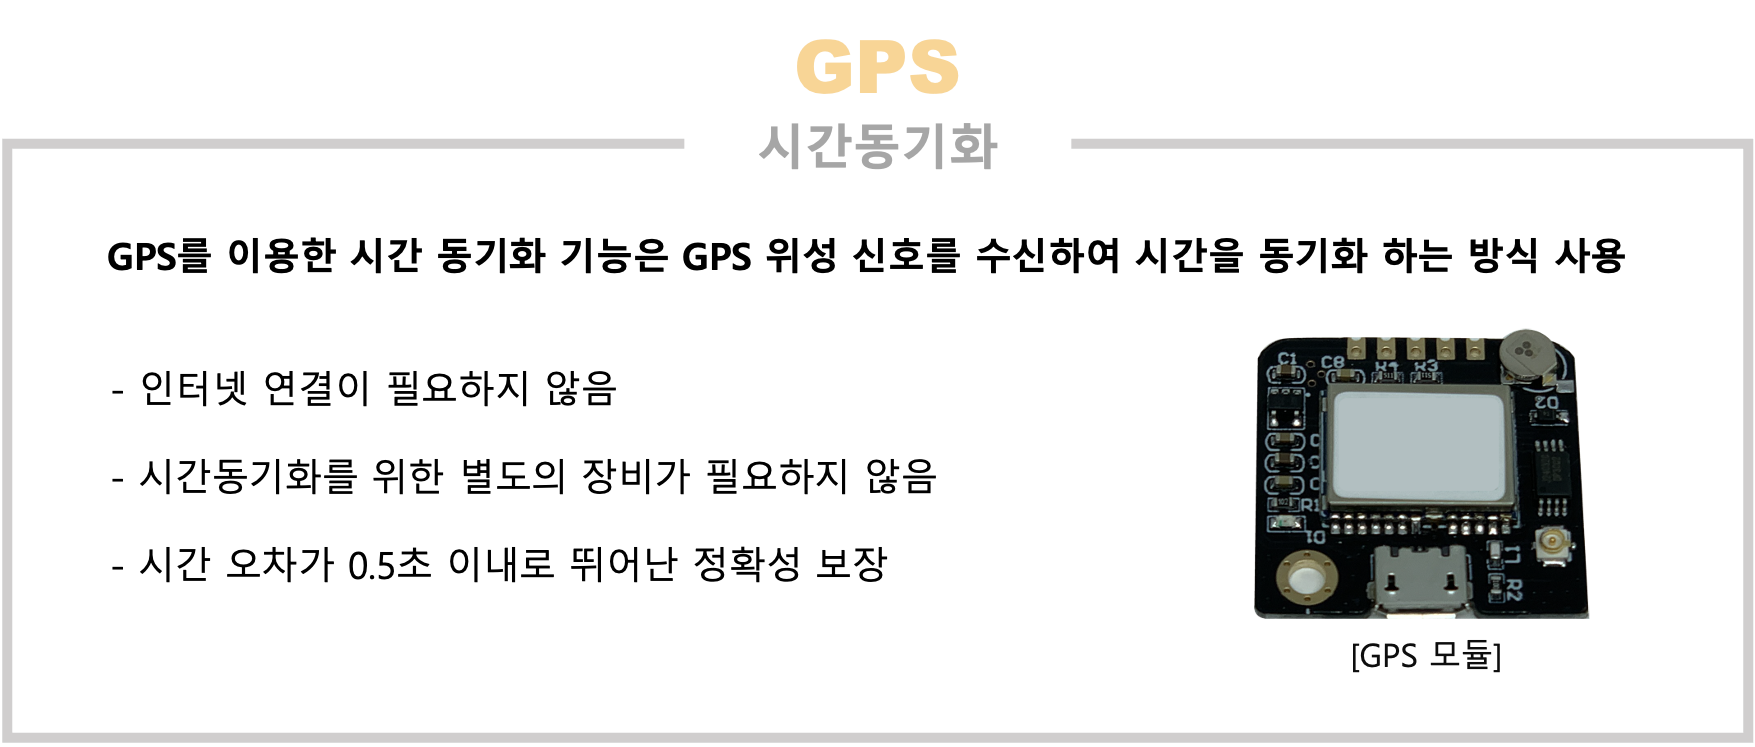 GPS
시간동기화
GPS를 이용한 시간 동기화 기능은 GPS 위성 신호를 수신하여 시간을 동기화 하는 방식 사용
- 인터넷 연결이 필요하지 않음
- 시간동기화를 위한 별도의 장비가 필요하지 않음
- 시간 오차가 0.5초 이내로 뛰어난 정확성 보장
C1
C8
R4
R3
D2
R1
D1
L1
R2
[GPS 모듈]